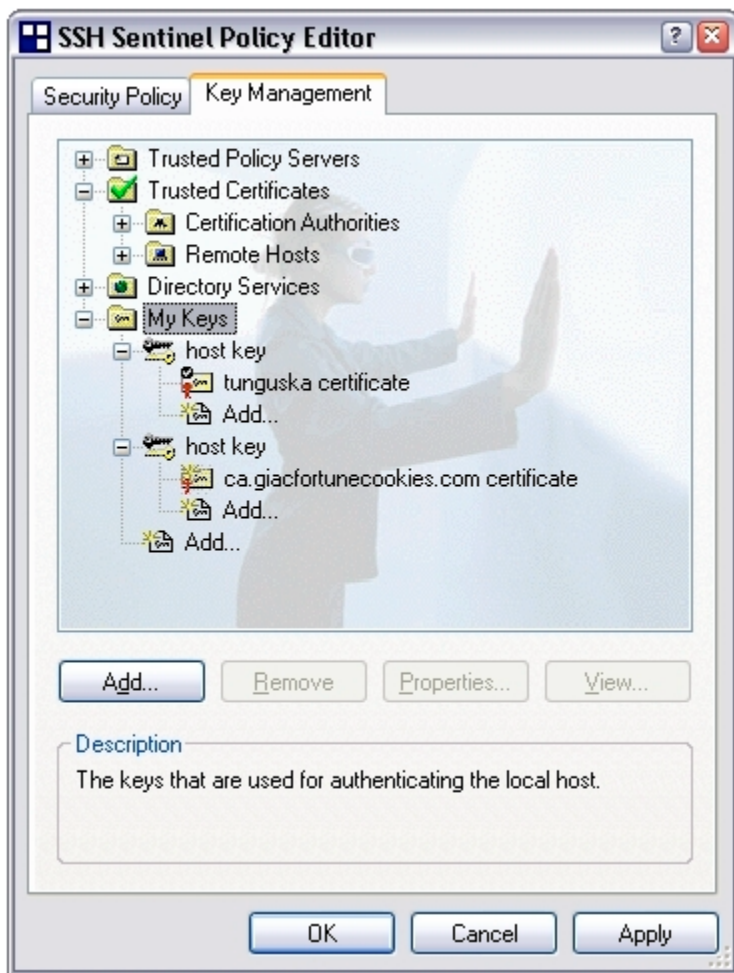 SSH Sentinel Policy Editor
?
Security Policy
Key Management
Trusted Policy Servers
Trusted Certificates
Certification Authorities
Remote Hosts
Directory Services
My Keys
host key
tunguska certificate
Add...
host key
ca.giacfortunecookies.com certificate
Add...
Add...
Add... Remove Properties... View...
Description
The keys that are used for authenticating the local host.
OK Cancel Apply